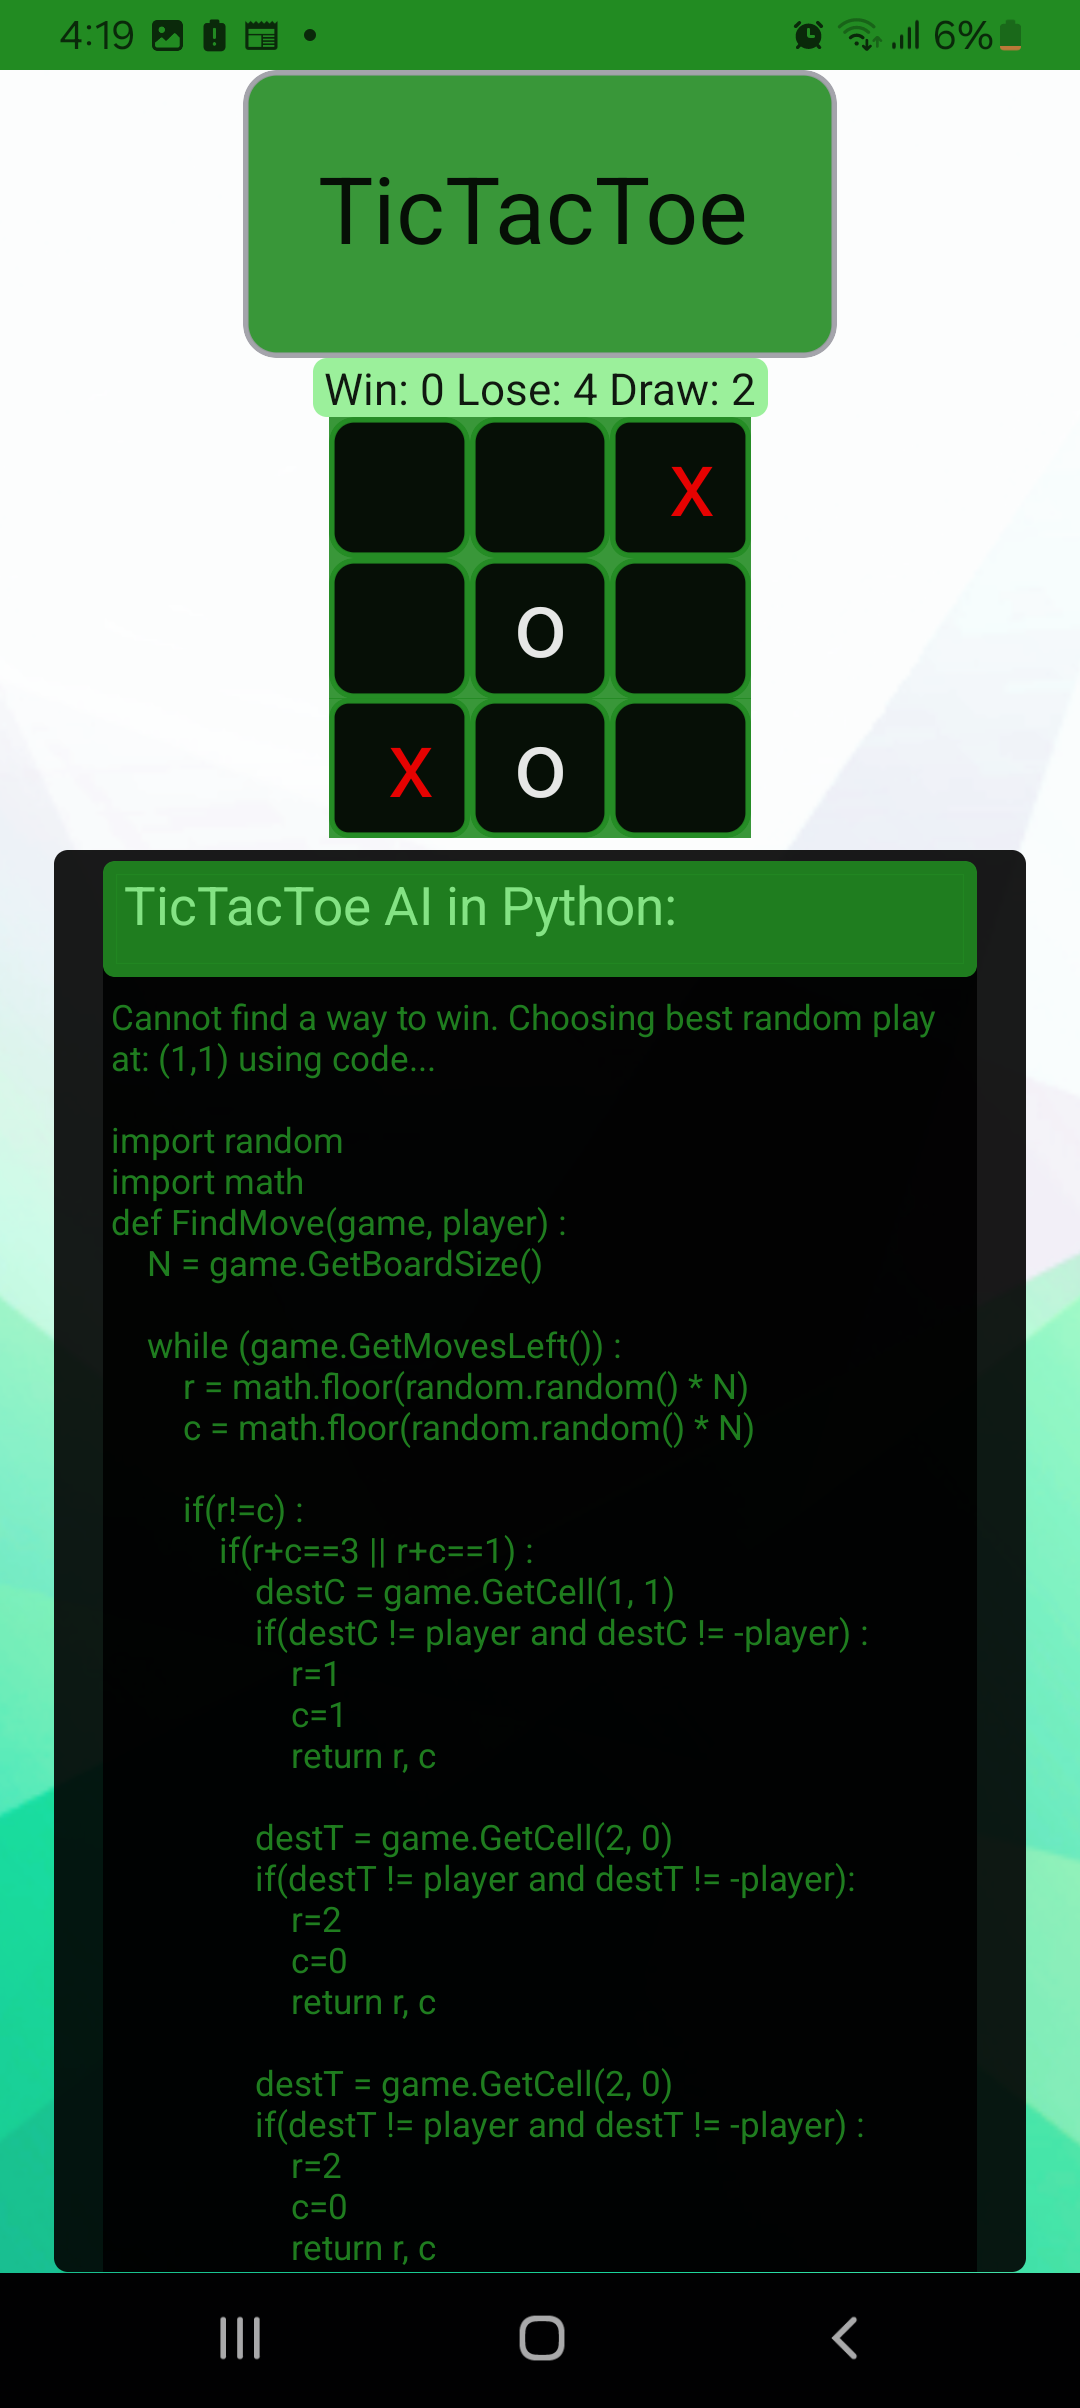 4:19 6%
TicTacToe
Win: 0 Lose: 4 Draw: 2
X
O
X O
TicTacToe AI in Python:
Cannot find a way to win. Choosing best random play
at: (1,1) using code...
import random
import math
def FindMove(game, player) :
N = game.GetBoardSize()
while (game.GetMovesLeft()) :
r = math.floor(random.random() * N)
c = math.floor(random.random() * N)
if(r!=c) :
if(r+c==3 || r+c==1) :
destC = game.GetCell(1, 1)
if(destC != player and destC != -player) :
r=1
c=1
return r, c
destT = game.GetCell(2, 0)
if(destT != player and destT != -player):
r=2
c=0
return r, c
destT = game.GetCell(2, 0)
if(destT != player and destT != -player) :
r=2
c=0
return r, c